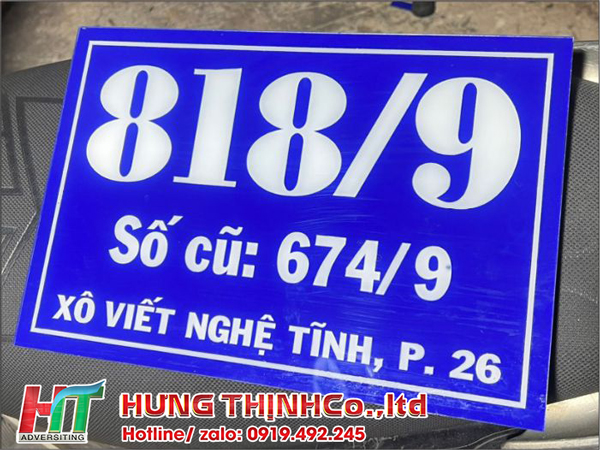 818/9
Số cũ: 674/9
XÔ VIẾT NGHỆ TĨNH, P. 26
HT HƯNG THỊNHCo.,ltd
ADVERSITING Hotline/ zalo: 0919.492.245